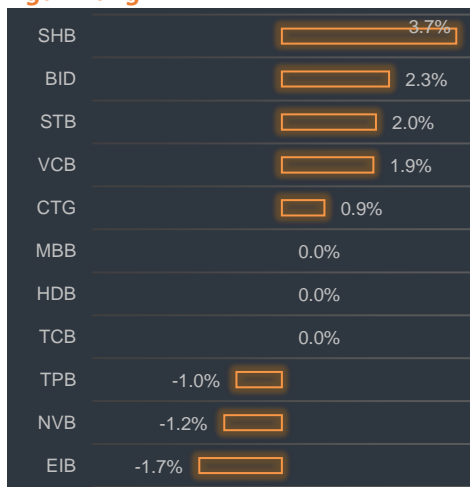 SHB 3.7%
BID 2.3%
STB 2.0%
VCB 1.9%
CTG 0.9%
MBB 0.0%
HDB 0.0%
TCB 0.0%
TPB -1.0%
NVB -1.2%
EIB -1.7%